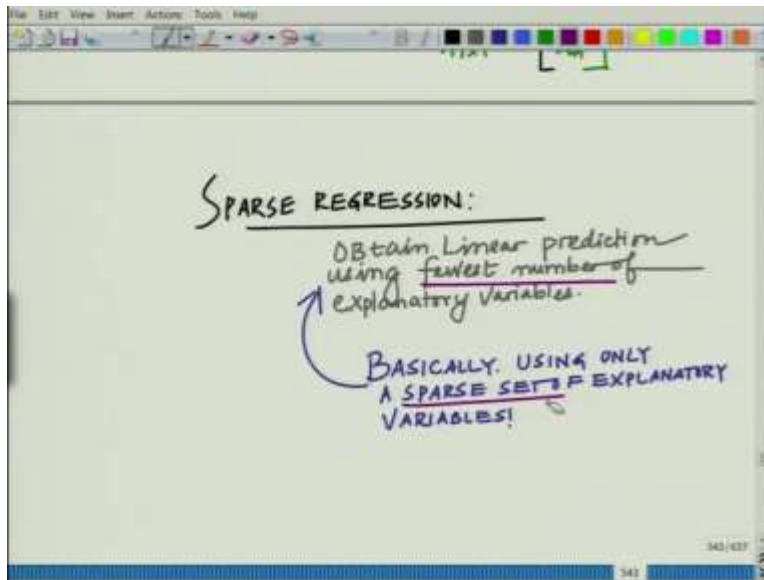 File Edit View Insert Actions Tools Help
SPARSE REGRESSION:
OBtain Linear prediction
using fewest number of
explanatory Variables.
BASICALLY. USING ONLY
A SPARSE SET OF EXPLANATORY
VARIABLES!
541